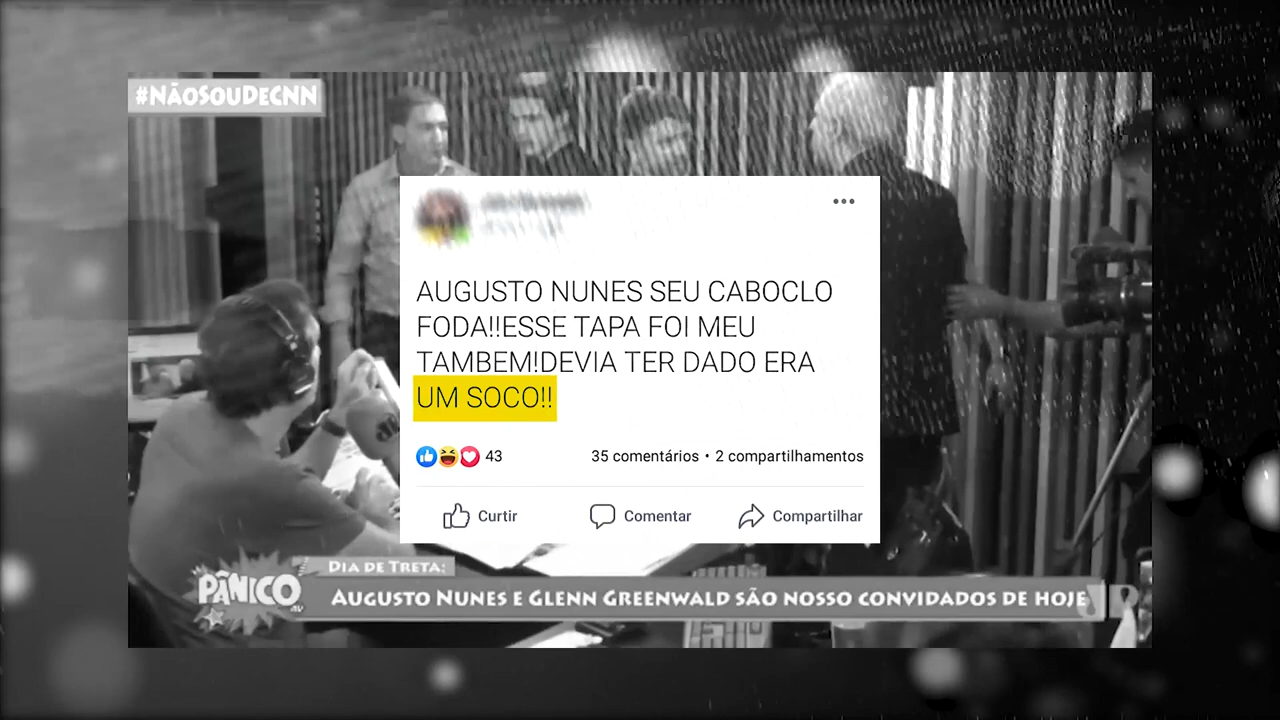 #NÃOSOUDECNN
AUGUSTO NUNES SEU CABOCLO
FODA!!ESSE TAPA FOI MEU
TAMBEM!DEVIA TER DADO ERA
UM SOCO!!
43
35 comentários • 2 compartilhamentos
Curtir
Comentar
Compartilhar
PÂNICO
DIA DE TRETA:
AUGUSTO NUNES E GLENN GREENWALD SÃO NOSSO CONVIDADOS DE HOJE